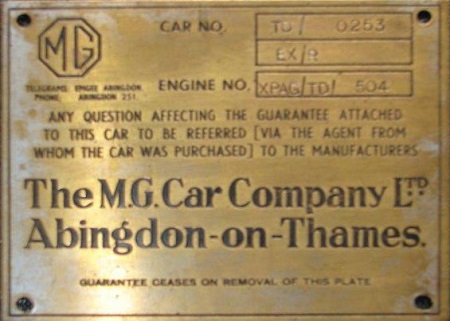 MG
CAR NO. TD/ 0253
EX/R
TELEGRAMS: EMGEE ABINGDON.
PHONE: ABINGDON 251.
ENGINE NO. XPAG/TD/ 504
ANY QUESTION AFFECTING THE GUARANTEE ATTACHED
TO THIS CAR TO BE REFERRED [VIA THE AGENT FROM
WHOM THE CAR WAS PURCHASED] TO THE MANUFACTURERS
The M.G. Car Company LTD
Abingdon-on-Thames.
GUARANTEE CEASES ON REMOVAL OF THIS PLATE